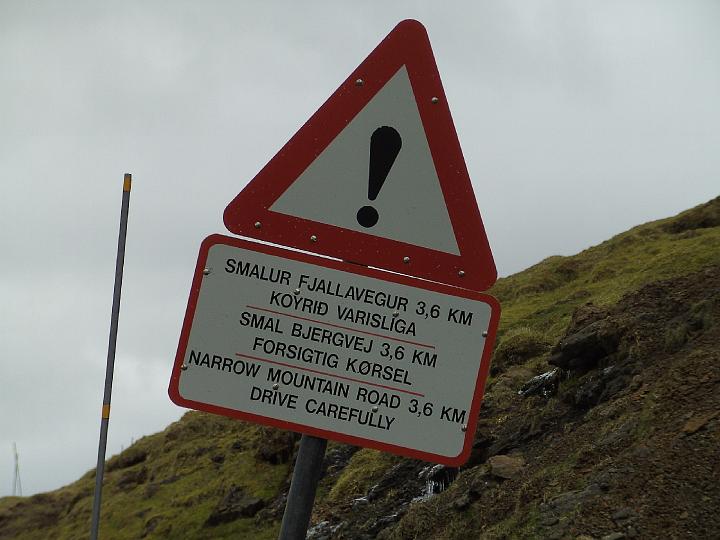 !
SMALUR FJALLAVEGUR 3,6 KM
KOYRIÐ VARISLIGA
SMAL BJERGVEJ 3,6 KM
FORSIGTIG KØRSEL
NARROW MOUNTAIN ROAD 3,6 KM
DRIVE CAREFULLY